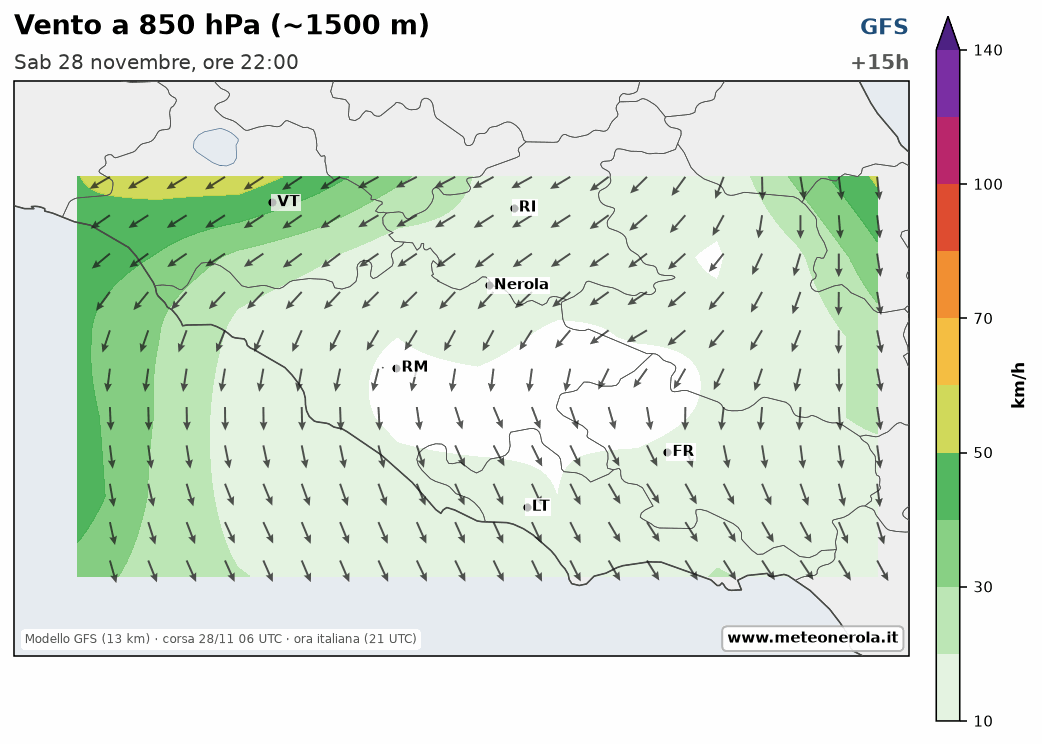 Vento a 850 hPa (~1500 m)
GFS
Sab 28 novembre, ore 22:00
+15h
140
100
70
50
30
10
km/h
VT
RI
Nerola
RM
FR
LT
Modello GFS (13 km) · corsa 28/11 06 UTC · ora italiana (21 UTC)
www.meteonerola.it